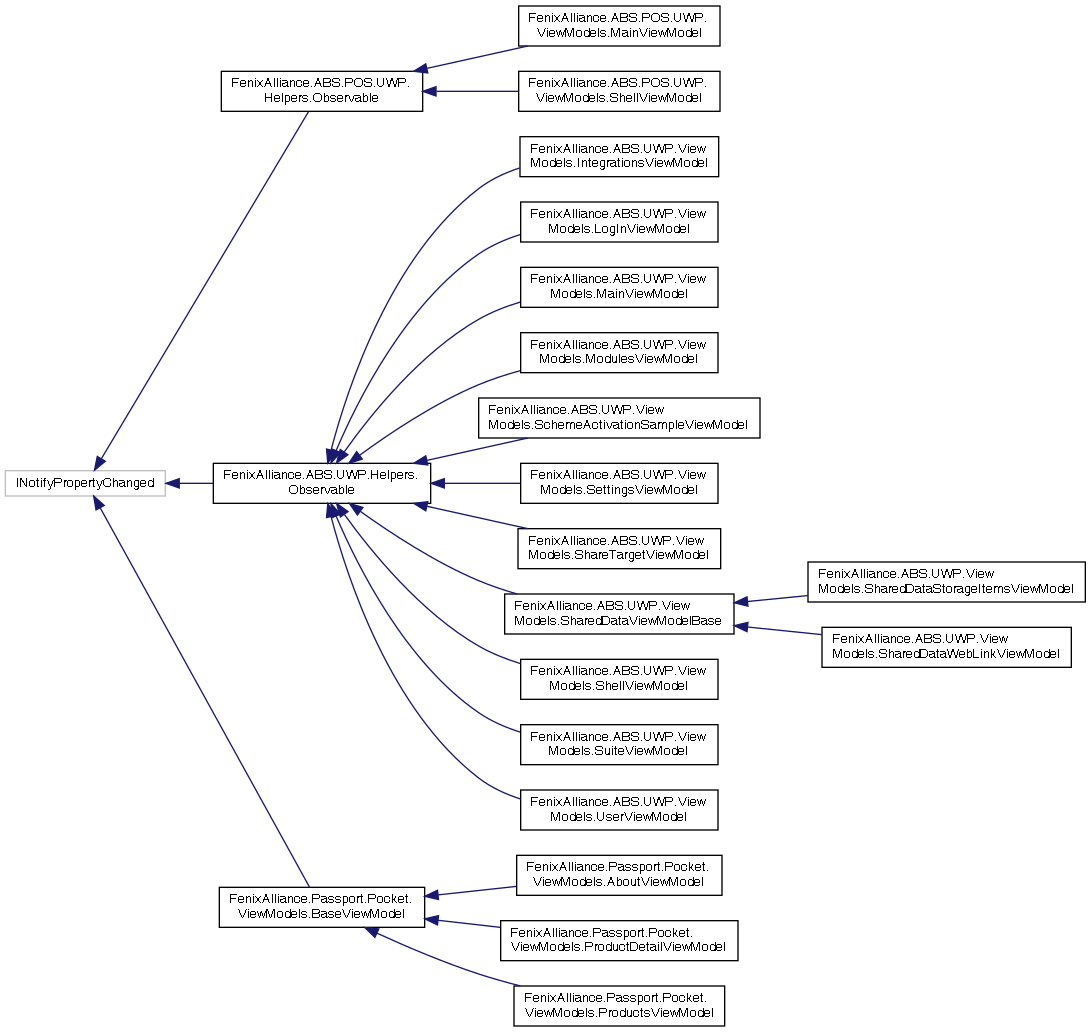 FenixAlliance.ABS.POS.UWP.
ViewModels.MainViewModel
FenixAlliance.ABS.POS.UWP.
Helpers.Observable
FenixAlliance.ABS.POS.UWP.
ViewModels.ShellViewModel
FenixAlliance.ABS.UWP.View
Models.IntegrationsViewModel
FenixAlliance.ABS.UWP.View
Models.LogInViewModel
FenixAlliance.ABS.UWP.View
Models.MainViewModel
FenixAlliance.ABS.UWP.View
Models.ModulesViewModel
FenixAlliance.ABS.UWP.View
Models.SchemeActivationSampleViewModel
INotifyPropertyChanged
FenixAlliance.ABS.UWP.Helpers.
Observable
FenixAlliance.ABS.UWP.View
Models.SettingsViewModel
FenixAlliance.ABS.UWP.View
Models.ShareTargetViewModel
FenixAlliance.ABS.UWP.View
Models.SharedDataViewModelBase
FenixAlliance.ABS.UWP.View
Models.SharedDataStorageItemsViewModel
FenixAlliance.ABS.UWP.View
Models.SharedDataWebLinkViewModel
FenixAlliance.ABS.UWP.View
Models.ShellViewModel
FenixAlliance.ABS.UWP.View
Models.SuiteViewModel
FenixAlliance.ABS.UWP.View
Models.UserViewModel
FenixAlliance.Passport.Pocket.
ViewModels.BaseViewModel
FenixAlliance.Passport.Pocket.
ViewModels.AboutViewModel
FenixAlliance.Passport.Pocket.
ViewModels.ProductDetailViewModel
FenixAlliance.Passport.Pocket.
ViewModels.ProductsViewModel